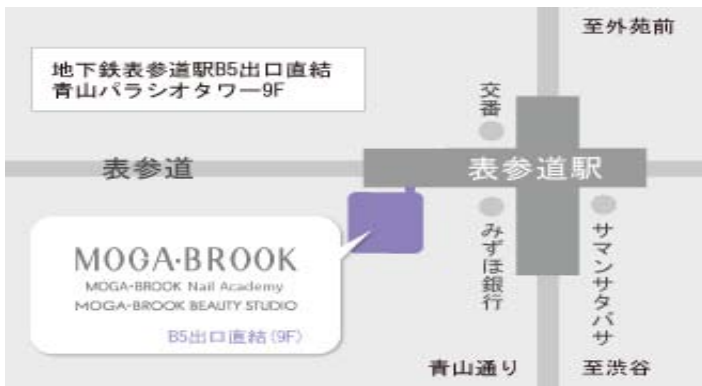 至外苑前
地下鉄表参道駅B5出口直結
青山パラシオタワー9F
交番
表参道
表参道駅
みずほ銀行
サマンサタバサ
MOGA·BROOK
MOGA-BROOK Nail Academy
MOGA-BROOK BEAUTY STUDIO
B5出口直結(9F)
青山通り
至渋谷